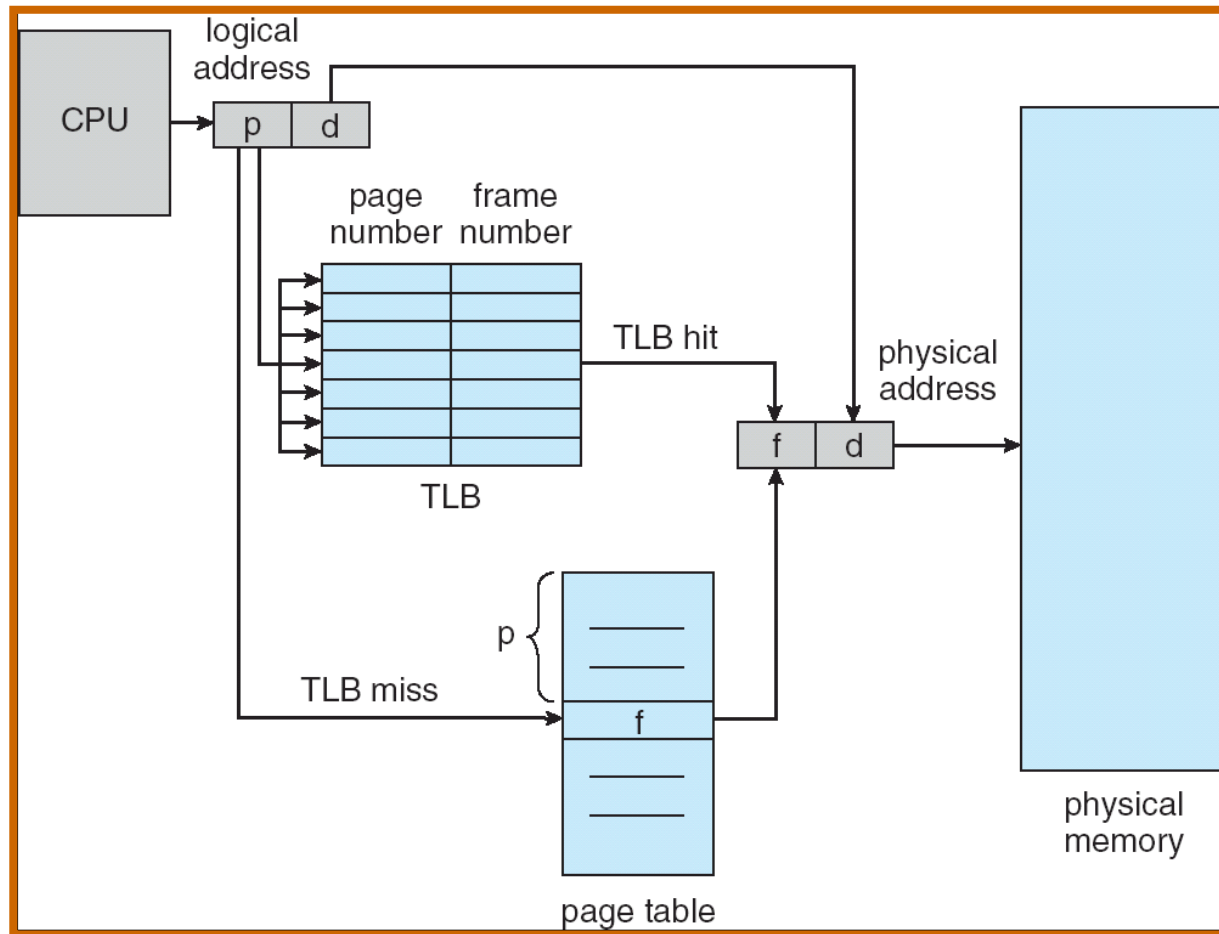 logical
address
CPU
p
d
page
number
frame
number
TLB hit
physical
address
f
d
TLB
p
TLB miss
f
physical
memory
page table